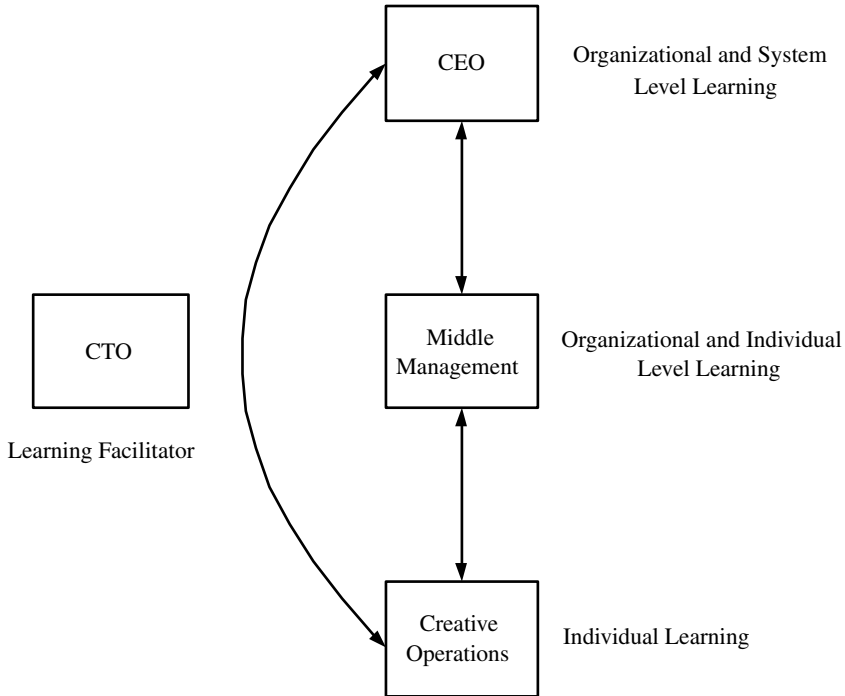 CEO
Organizational and System
Level Learning
CTO
Learning Facilitator
Middle
Management
Organizational and Individual
Level Learning
Creative
Operations
Individual Learning